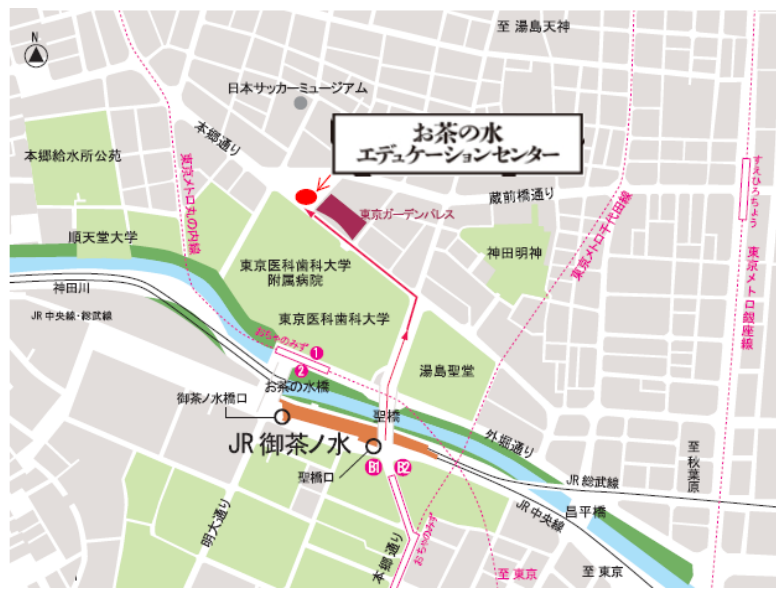 至 湯島天神
N
日本サッカーミュージアム
本郷通り
お茶の水
エデュケーションセンター
本郷給水所公苑
東京メトロ丸の内線
蔵前橋通り
すえひろちょう
東京ガーデンパレス
順天堂大学
神田明神
東京メトロ千代田線
東京メトロ銀座線
東京医科歯科大学
附属病院
神田川
JR 中央線・総武線
東京医科歯科大学
おちゃのみず
1
2
湯島聖堂
お茶の水橋
御茶ノ水橋口
聖橋
外堀通り
JR 御茶ノ水
至
秋葉原
聖橋口
B1
B2
JR 総武線
JR 中央線
昌平橋
明大通り
本郷通り
おちゃのみず
至 東京
至 東京